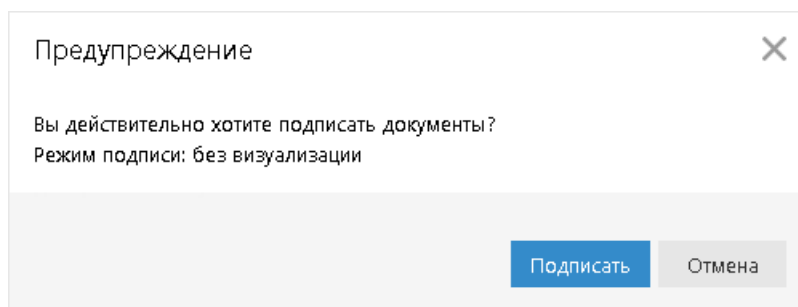 Предупреждение
Вы действительно хотите подписать документы?
Режим подписи: без визуализации
Подписать
Отмена